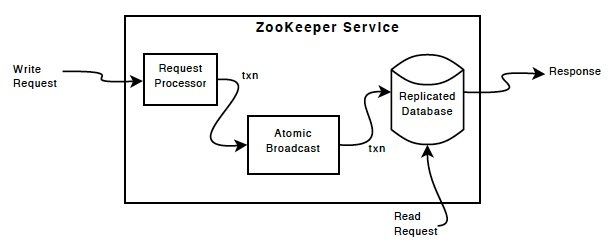 ZooKeeper Service
Write
Request
Request
Processor
txn
Atomic
Broadcast
txn
Replicated
Database
Response
Read
Request